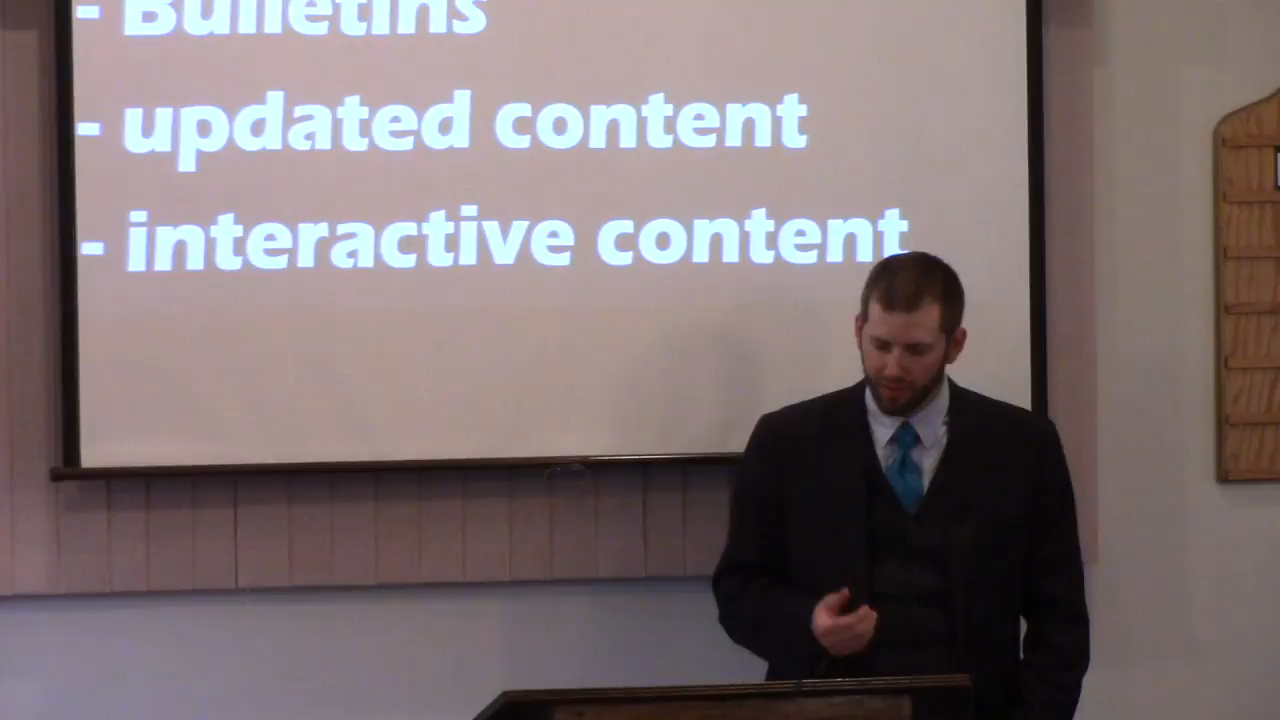 - Bulletins
- updated content
- interactive content